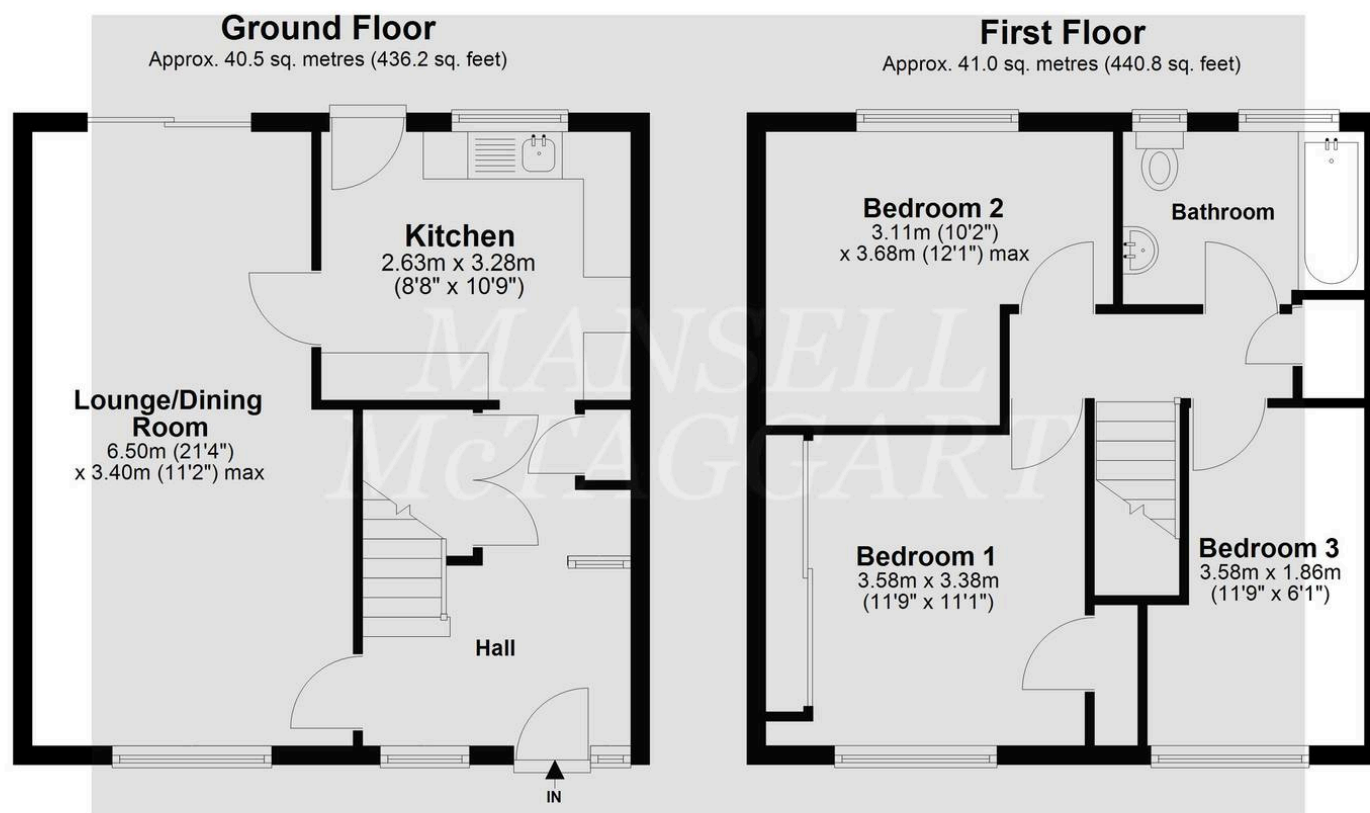 Ground Floor
Approx. 40.5 sq. metres (436.2 sq. feet)
Kitchen
2.63m x 3.28m
(8'8" x 10'9")
Lounge/Dining
Room
6.50m (21'4")
x 3.40m (11'2") max
Hall
IN
First Floor
Approx. 41.0 sq. metres (440.8 sq. feet)
Bedroom 2
3.11m (10'2")
x 3.68m (12'1") max
Bathroom
Bedroom 1
3.58m x 3.38m
(11'9" x 11'1")
Bedroom 3
3.58m x 1.86m
(11'9" x 6'1")
MANSELL
McTAGGART